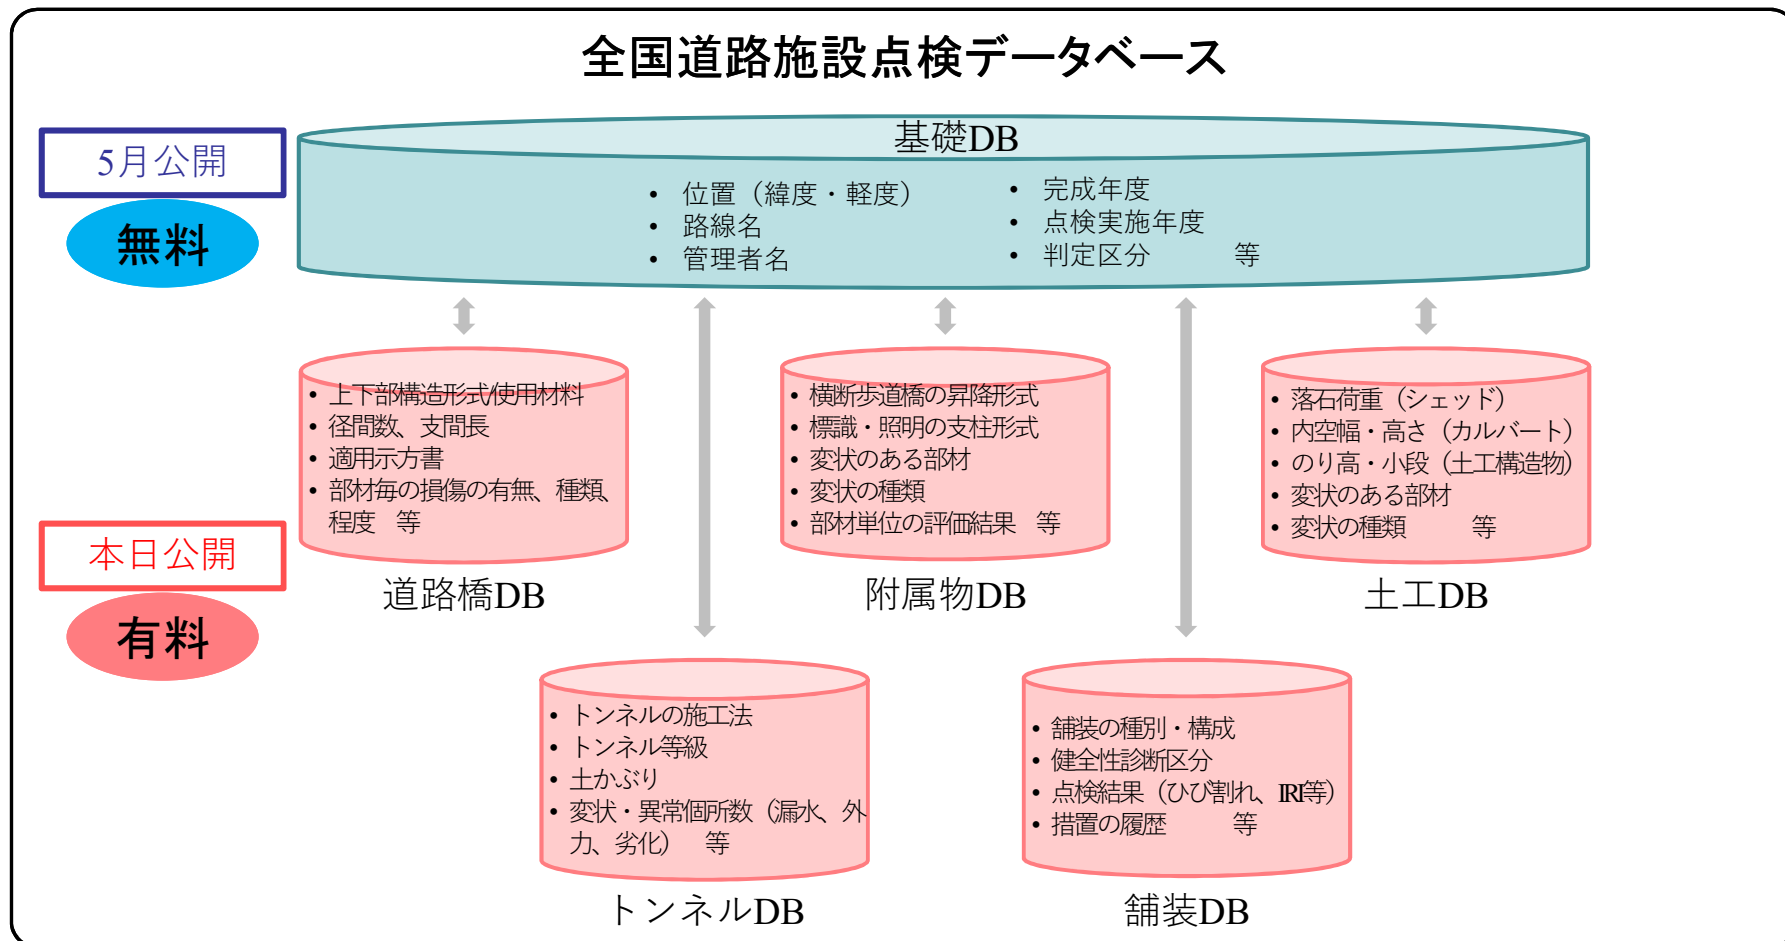 全国道路施設点検データベース
5月公開
無料
基礎DB
• 位置（緯度・軽度）
• 路線名
• 管理者名
• 完成年度
• 点検実施年度
• 判定区分　　　等
• 上下部構造形式/使用材料
• 径間数、支間長
• 適用示方書
• 部材毎の損傷の有無、種類、
程度　等
道路橋DB
• 横断歩道橋の昇降形式
• 標識・照明の支柱形式
• 変状のある部材
• 変状の種類
• 部材単位の評価結果　等
附属物DB
• 落石荷重（シェッド）
• 内空幅・高さ（カルバート）
• のり高・小段（土工構造物）
• 変状のある部材
• 変状の種類　　　等
土工DB
本日公開
有料
• トンネルの施工法
• トンネル等級
• 土かぶり
• 変状・異常個所数（漏水、外
力、劣化）　等
トンネルDB
• 舗装の種別・構成
• 健全性診断区分
• 点検結果（ひび割れ、IRI等）
• 措置の履歴　　　等
舗装DB